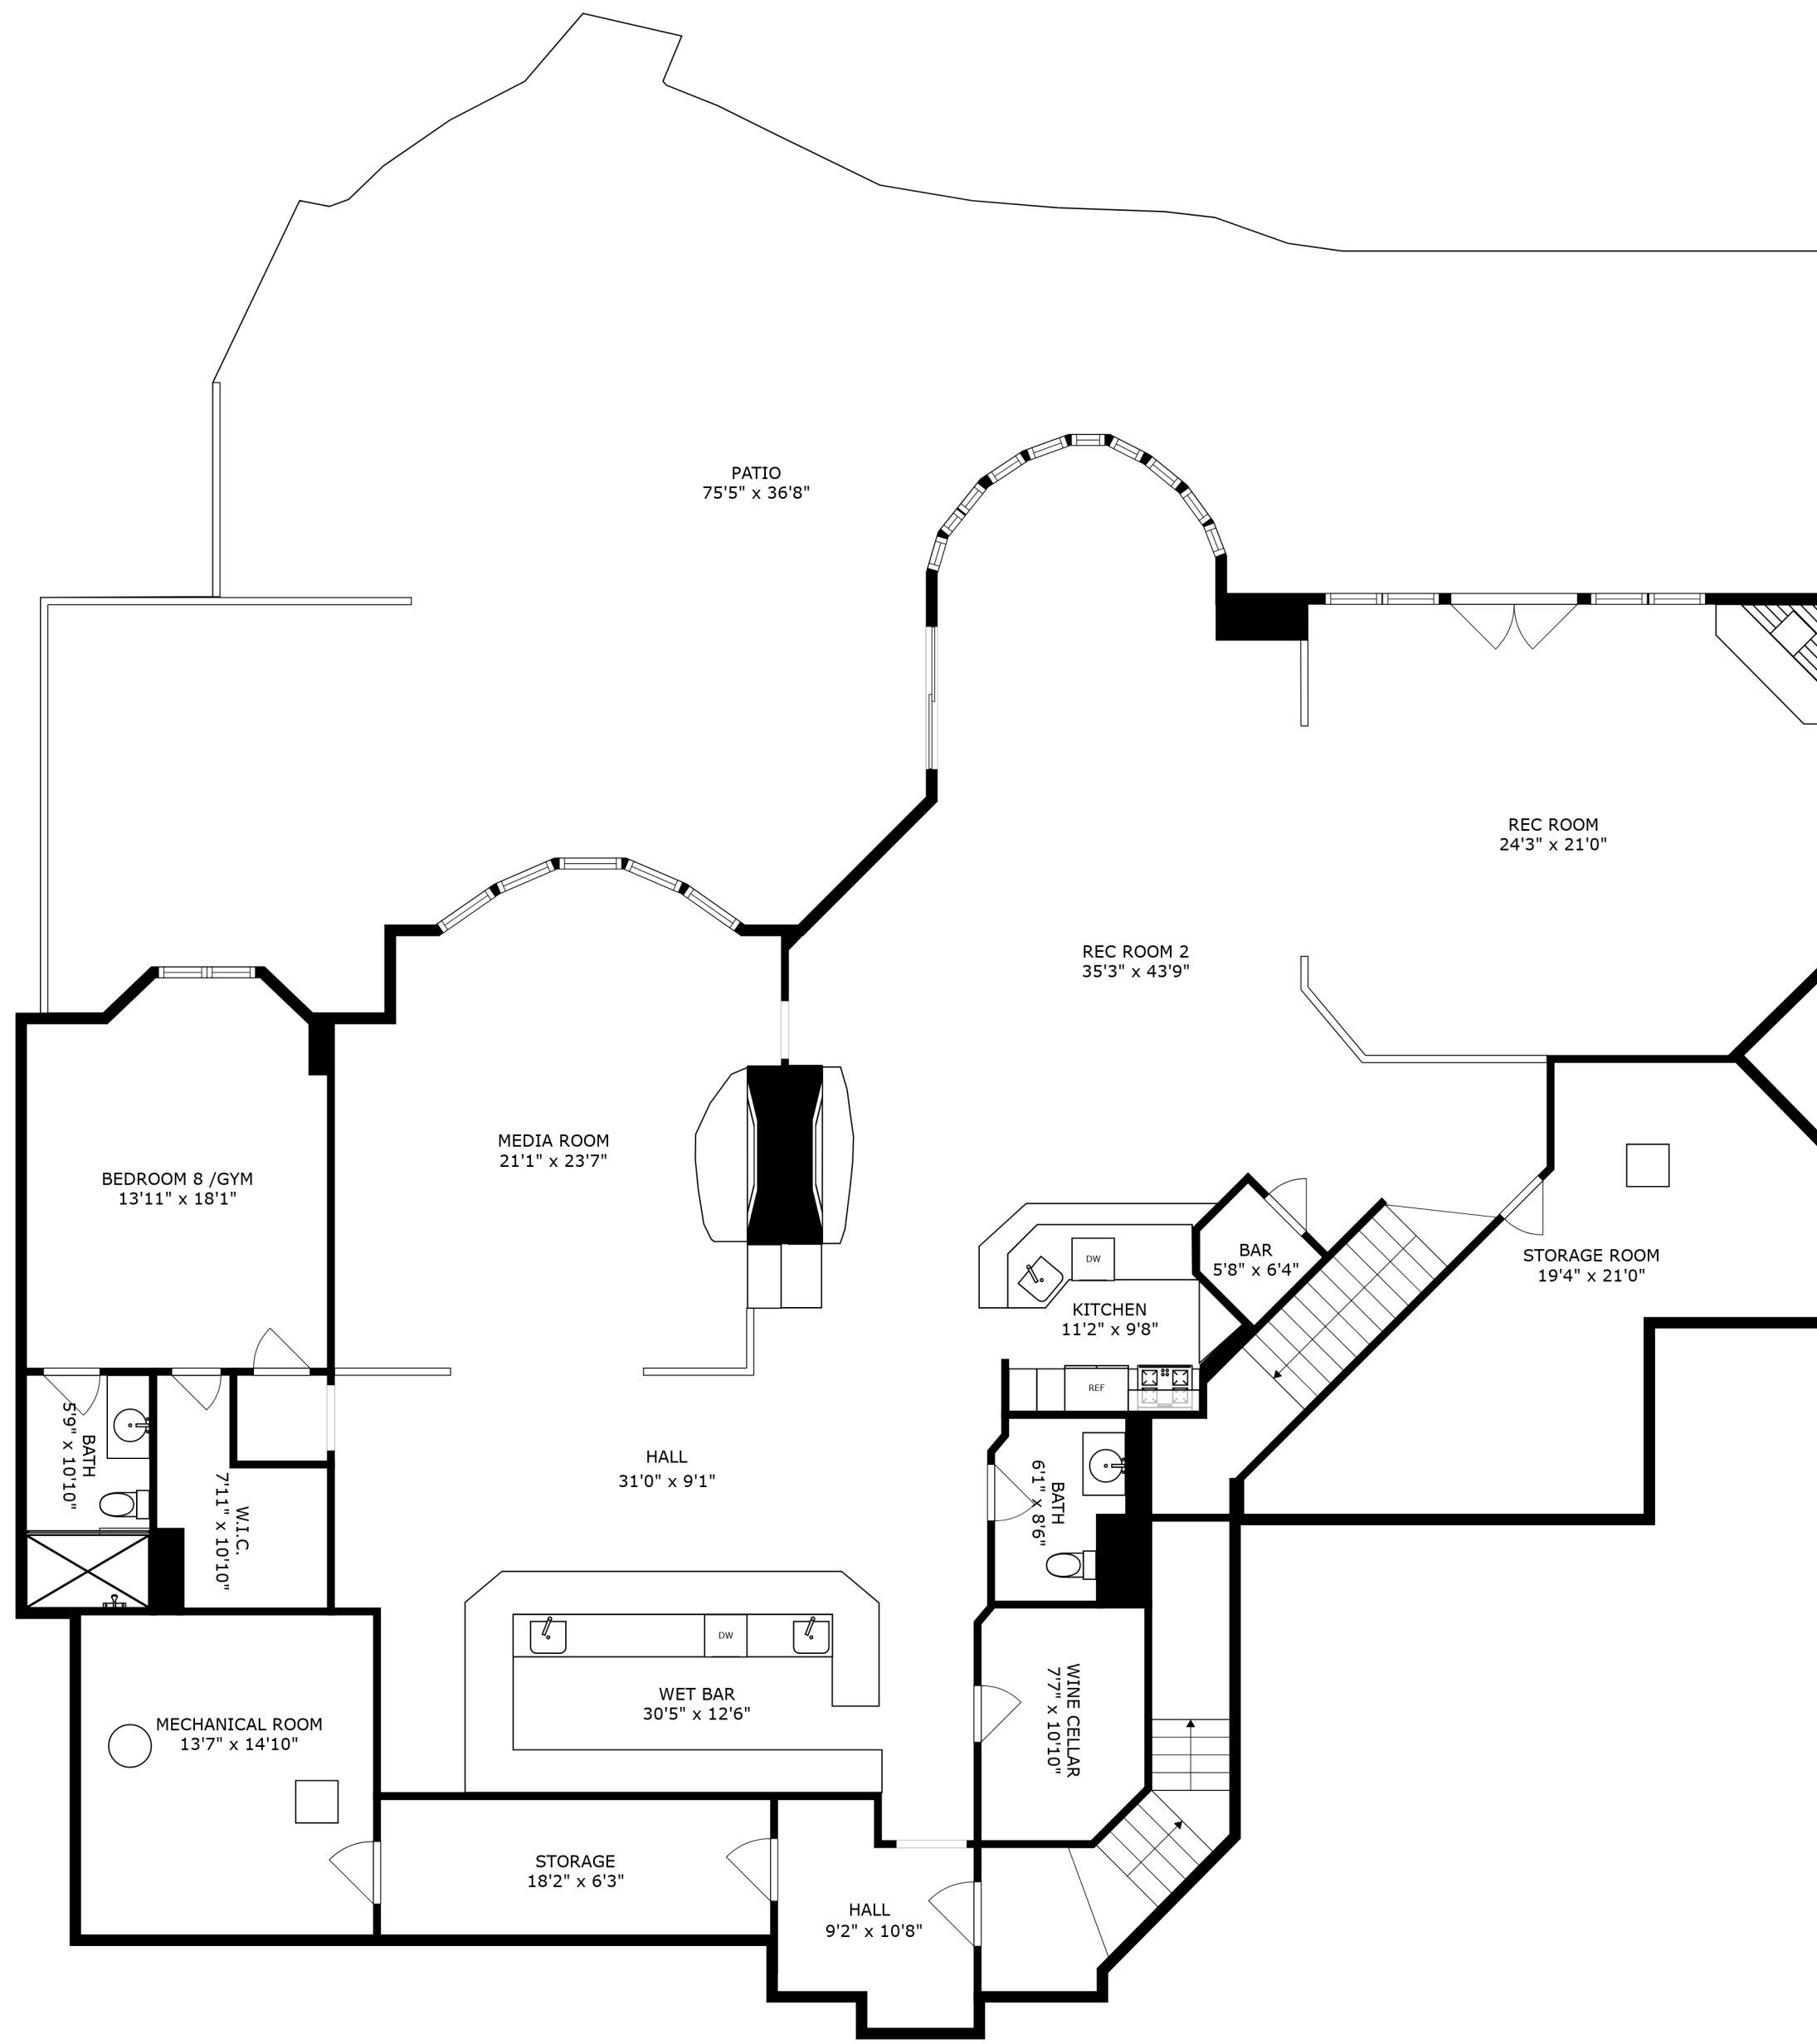 PATIO
75'5" x 36'8"
REC ROOM
24'3" x 21'0"
REC ROOM 2
35'3" x 43'9"
MEDIA ROOM
21'1" x 23'7"
BEDROOM 8 /GYM
13'11" x 18'1"
BAR
5'8" x 6'4"
STORAGE ROOM
19'4" x 21'0"
DW
KITCHEN
11'2" x 9'8"
REF
BATH
5'9" x 10'10"
HALL
31'0" x 9'1"
W.I.C.
7'11" x 10'10"
BATH
6'1" x 8'6"
DW
WET BAR
30'5" x 12'6"
WINE CELLAR
7'7" x 10'10"
MECHANICAL ROOM
13'7" x 14'10"
STORAGE
18'2" x 6'3"
HALL
9'2" x 10'8"